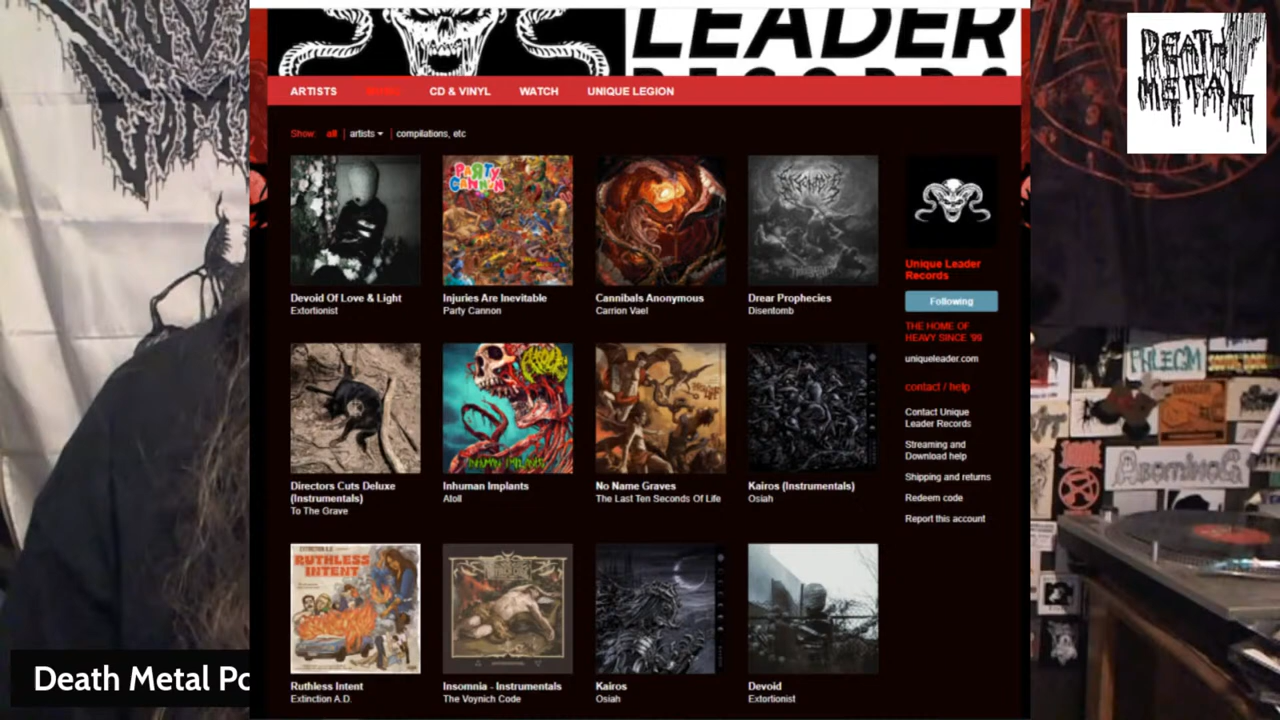 LEADER
RECORDS
DEATH
METAL
ARTISTS
MUSIC
CD & VINYL
WATCH
UNIQUE LEGION
Show:
all
artists
compilations, etc
PARTY
CANNON
Devoid Of Love & Light
Extortionist
Injuries Are Inevitable
Party Cannon
Cannibals Anonymous
Carrion Vael
Drear Prophecies
Disentomb
Unique Leader
Records
Following
THE HOME OF
HEAVY SINCE '99
uniqueleader.com
contact / help
Contact Unique
Leader Records
Streaming and
Download help
Shipping and returns
Redeem code
Report this account
PHLEGM
Directors Cuts Deluxe
(Instrumentals)
To The Grave
INHUMAN IMPLANTS
Inhuman Implants
Atoll
No Name Graves
The Last Ten Seconds Of Life
Kairos (Instrumentals)
Osiah
EXTINCTION A.D.
RUTHLESS
INTENT
Ruthless Intent
Extinction A.D.
Insomnia - Instrumentals
The Voynich Code
Kairos
Osiah
Devoid
Extortionist
Death Metal Po